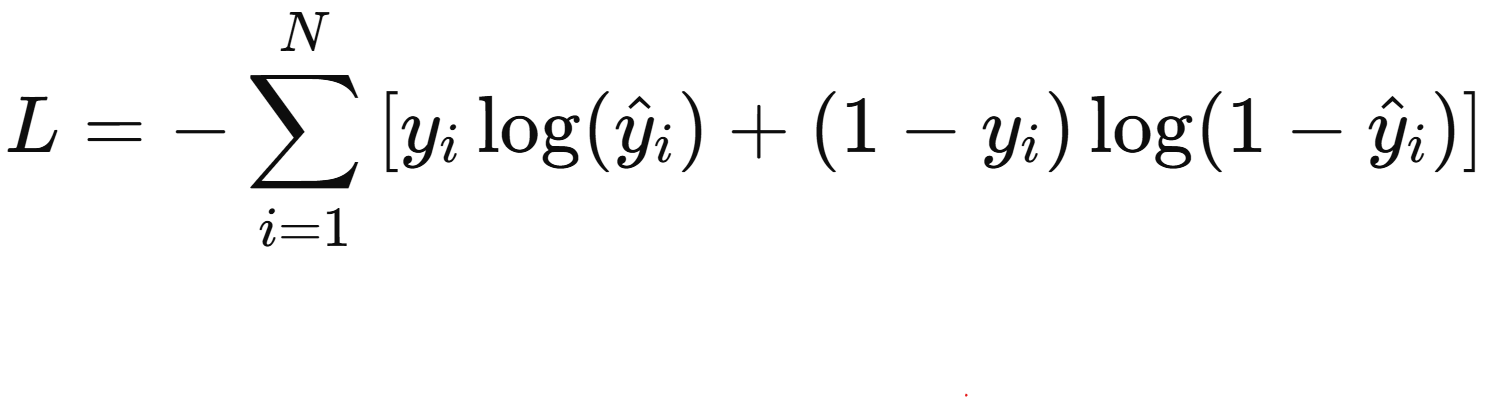 L = −∑_{i=1}^{N} [y_i log(ŷ_i) + (1 − y_i) log(1 − ŷ_i)]